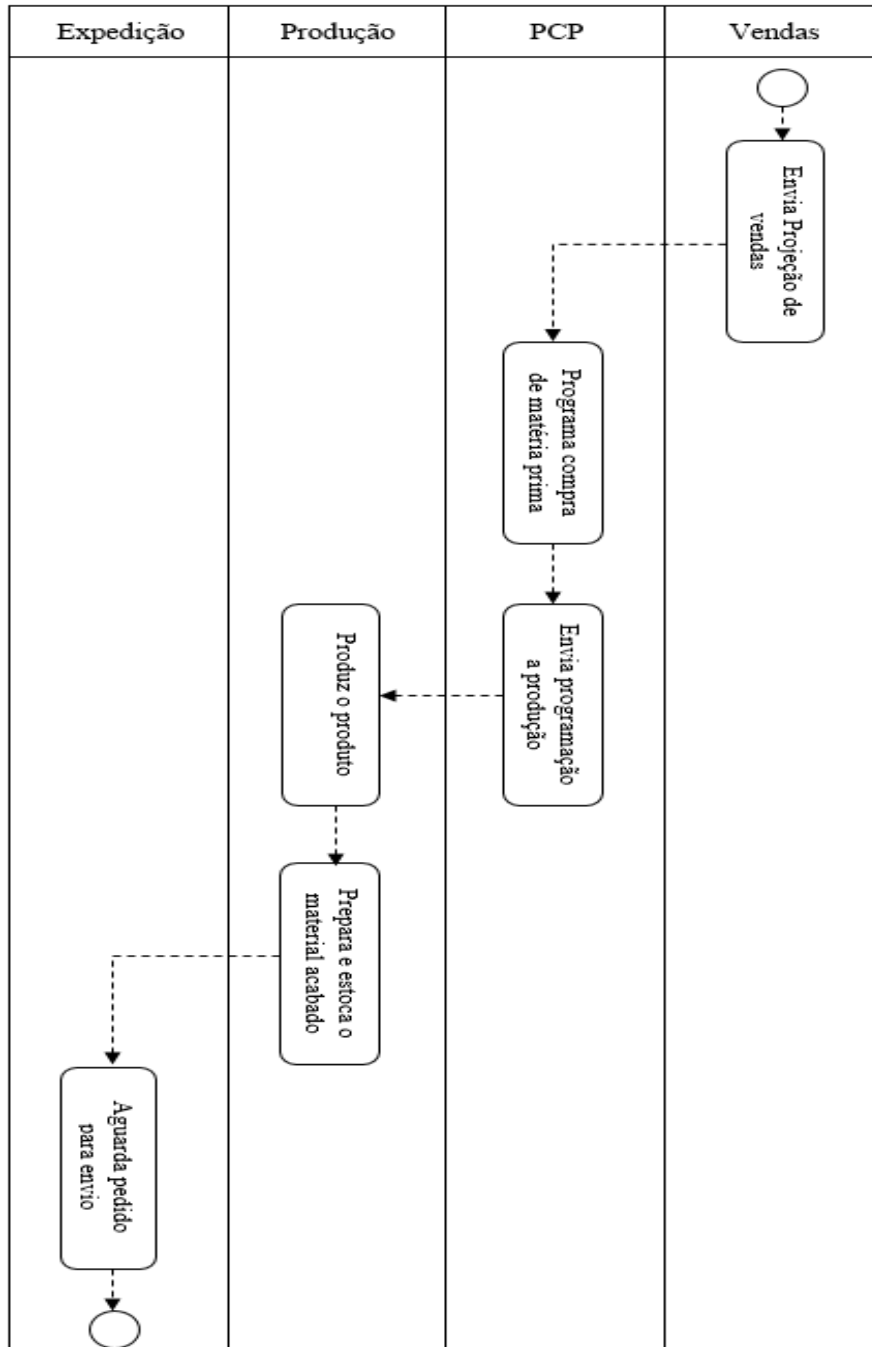 Expedição
Produção
PCP
Vendas
Envia Projeção de
vendas
Programa compra
de matéria prima
Envia programação
a produção
Produz o produto
Prepara e estoca o
material acabado
Aguarda pedido
para envio